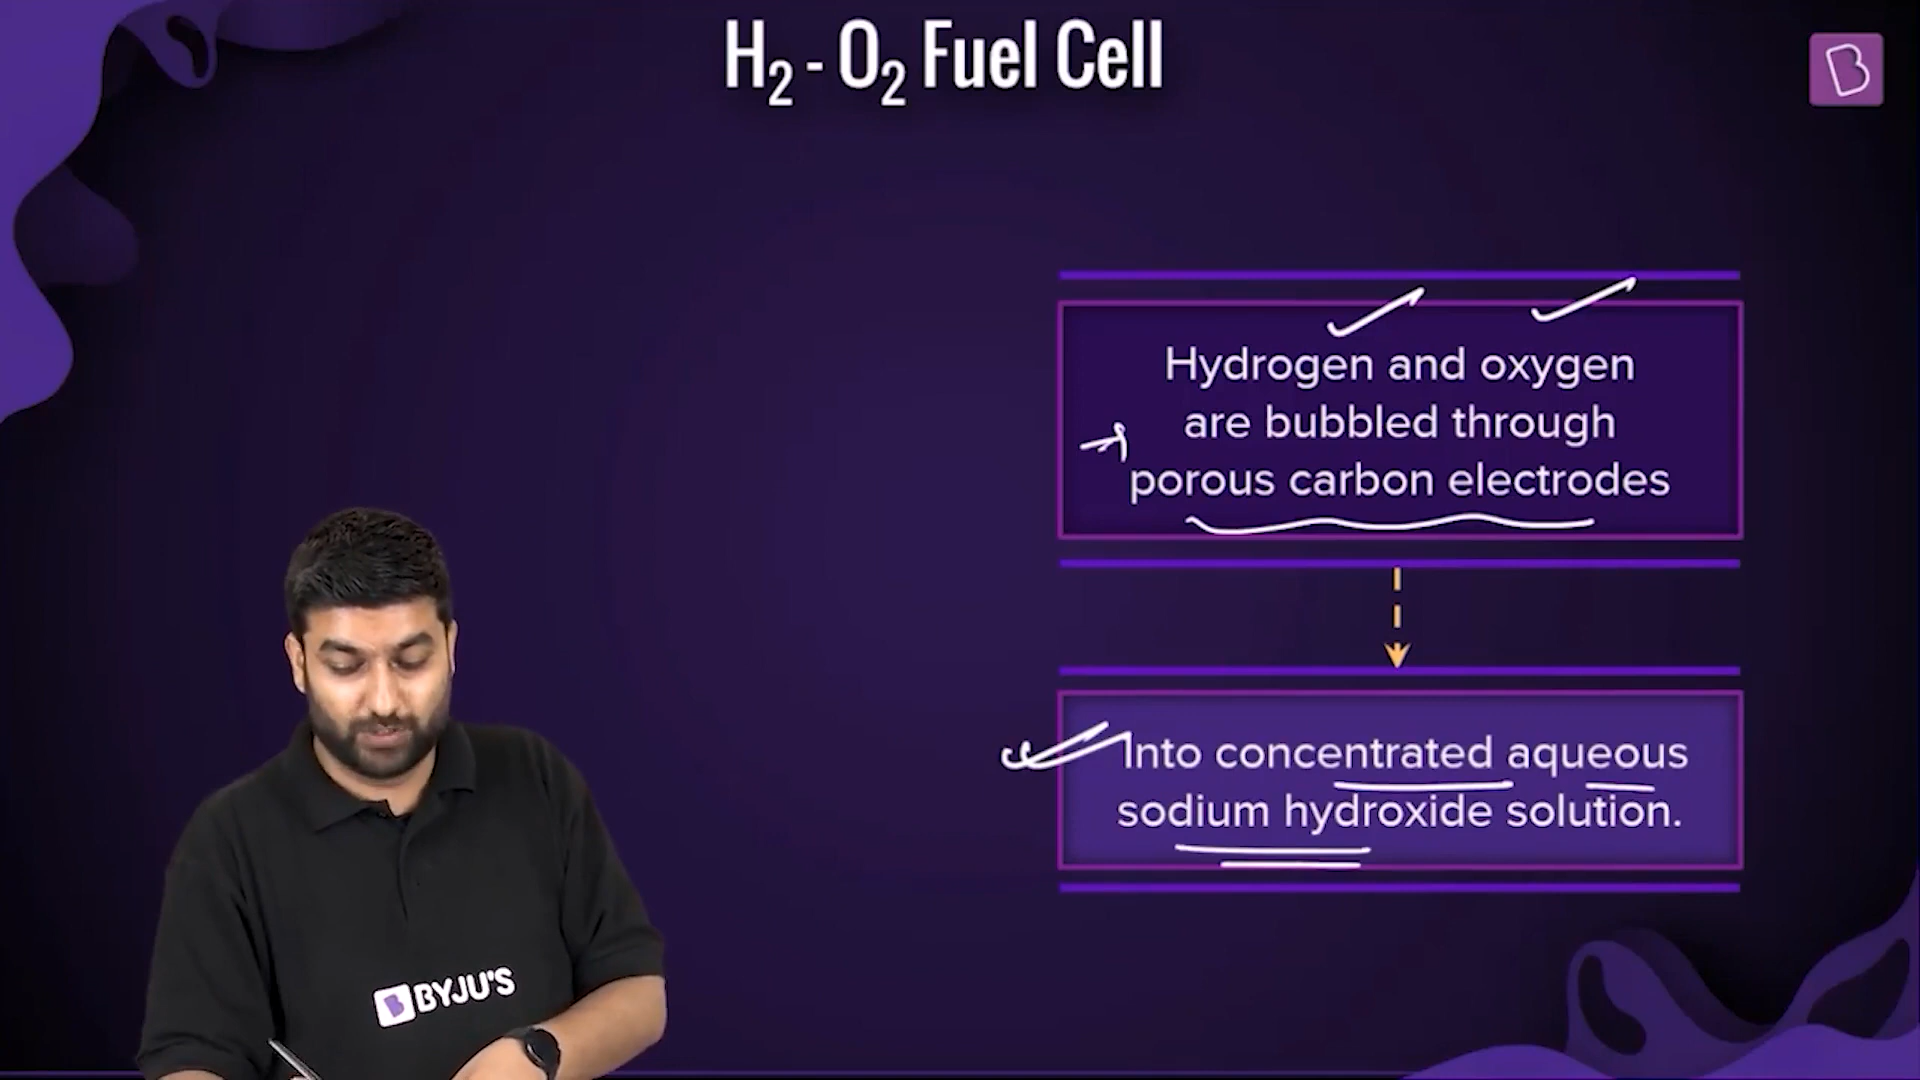 H₂ - O₂ Fuel Cell
Hydrogen and oxygen
are bubbled through
porous carbon electrodes
Into concentrated aqueous
sodium hydroxide solution.
BYJU'S